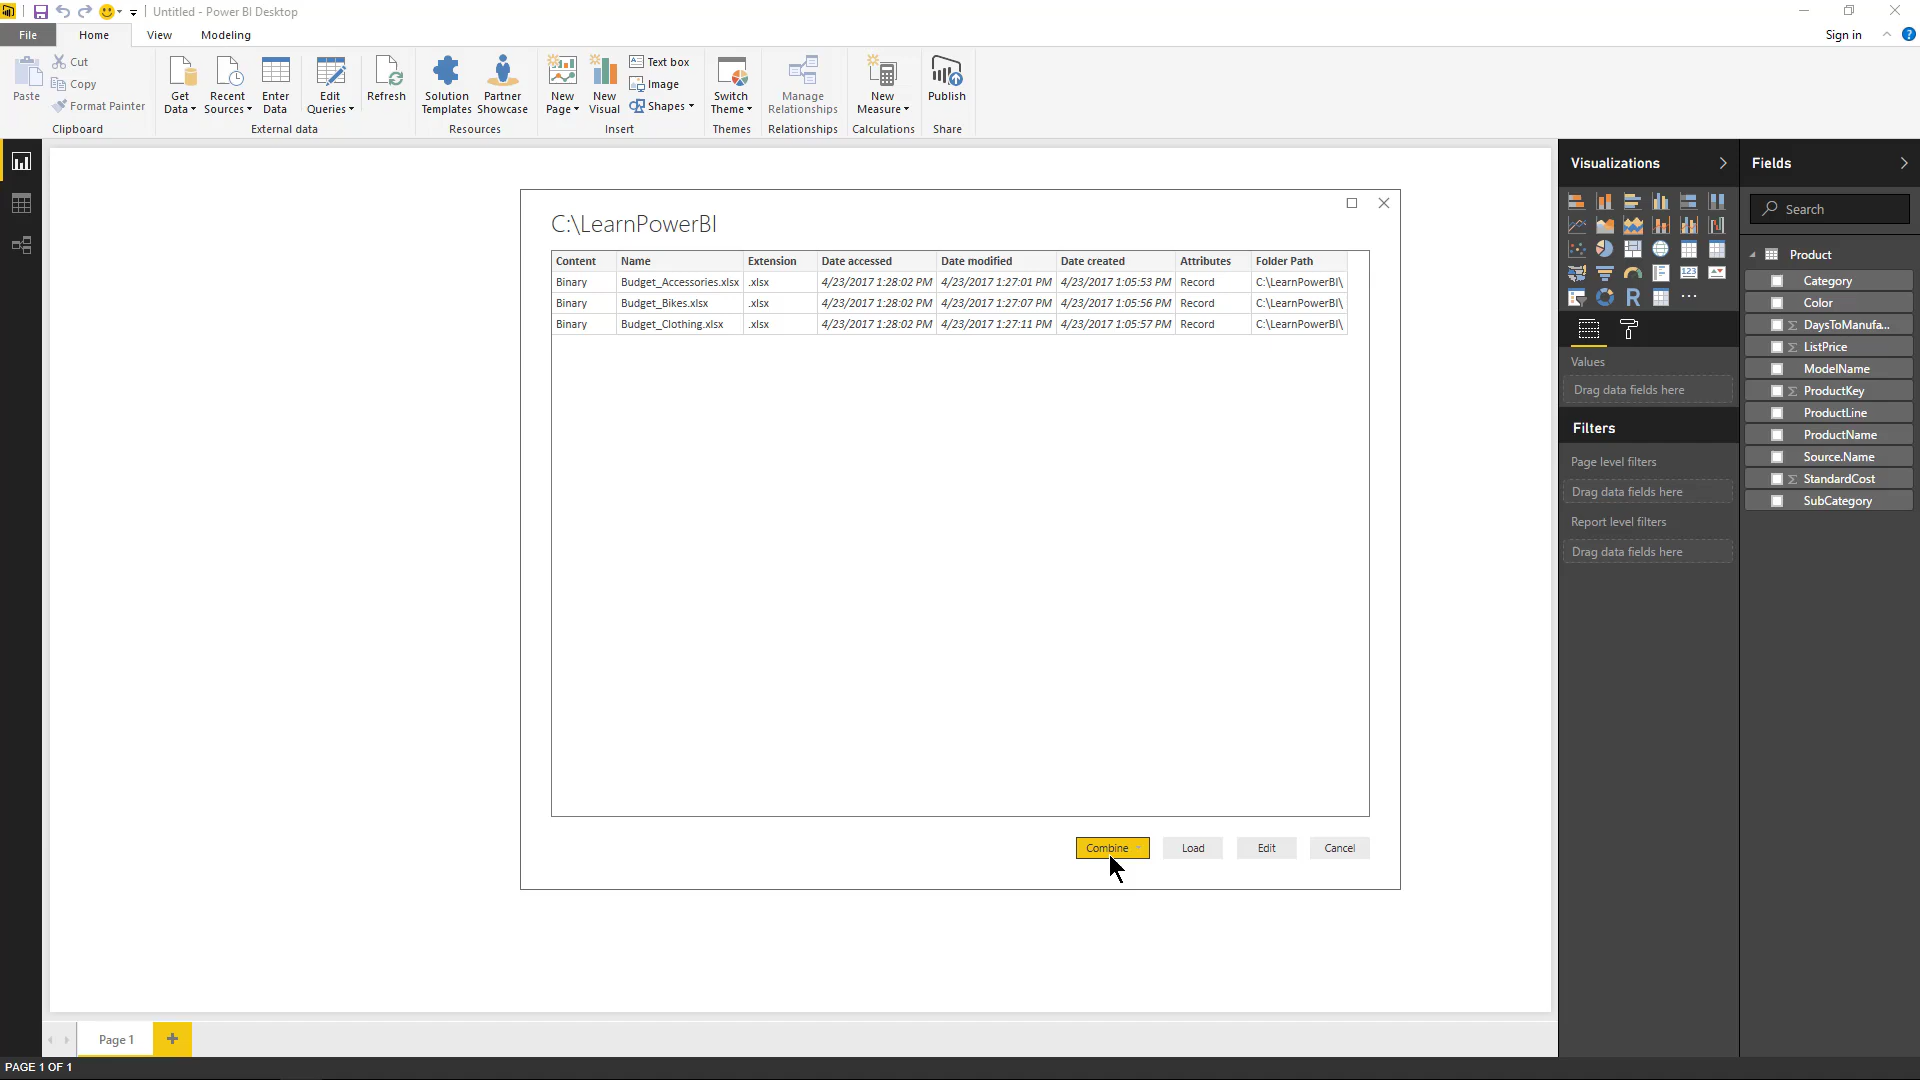 Untitled - Power BI Desktop
File Home View Modeling Sign in
Paste Cut Copy Format Painter
Get Data Recent Sources Enter Data Edit Queries Refresh
Solution Templates Partner Showcase
New Page New Visual Text box Image Shapes
Switch Theme Manage Relationships New Measure Publish
Clipboard External data Resources Insert Themes Relationships Calculations Share
C:\LearnPowerBI
Content Name Extension Date accessed Date modified Date created Attributes Folder Path
Binary Budget_Accessories.xlsx .xlsx 4/23/2017 1:28:02 PM 4/23/2017 1:27:01 PM 4/23/2017 1:05:53 PM Record C:\LearnPowerBI\
Binary Budget_Bikes.xlsx .xlsx 4/23/2017 1:28:02 PM 4/23/2017 1:27:07 PM 4/23/2017 1:05:56 PM Record C:\LearnPowerBI\
Binary Budget_Clothing.xlsx .xlsx 4/23/2017 1:28:02 PM 4/23/2017 1:27:11 PM 4/23/2017 1:05:57 PM Record C:\LearnPowerBI\
Combine Load Edit Cancel
Visualizations
R
123
Values
Drag data fields here
Filters
Page level filters
Drag data fields here
Report level filters
Drag data fields here
Fields
Search
Product
Category
Color
Σ DaysToManufa...
Σ ListPrice
ModelName
Σ ProductKey
ProductLine
ProductName
Source.Name
Σ StandardCost
SubCategory
Page 1 +
PAGE 1 OF 1